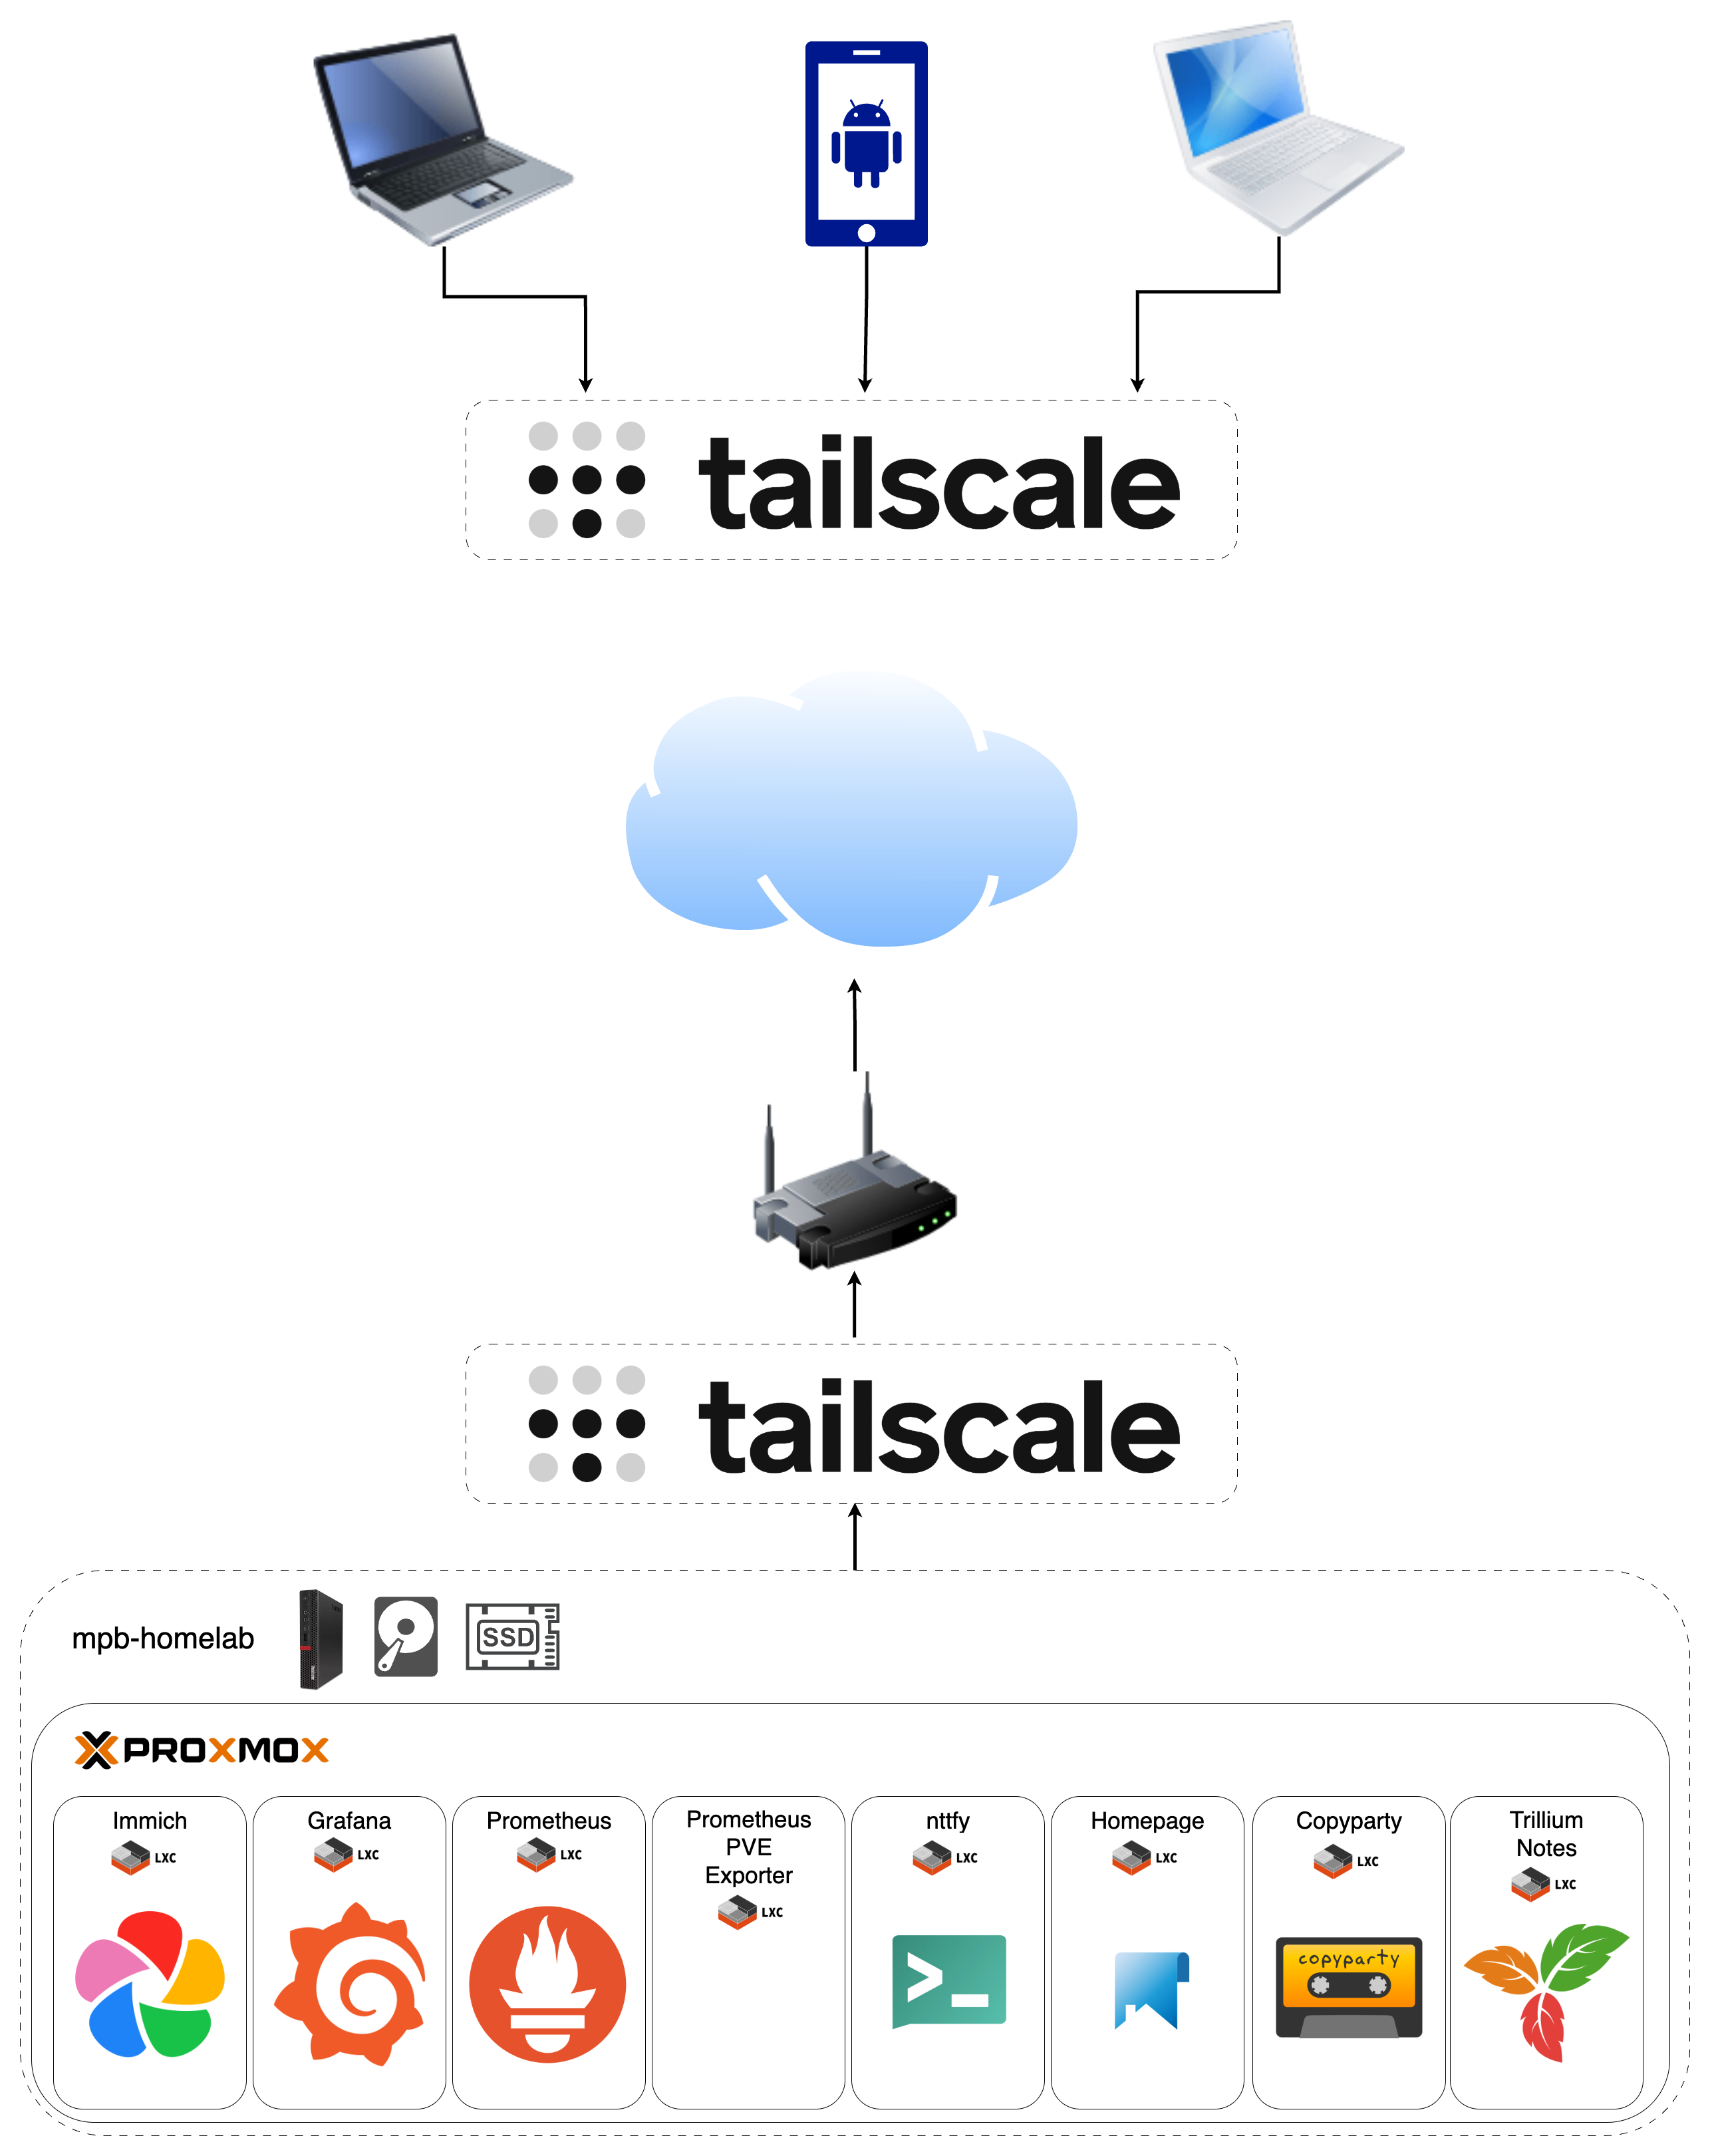 tailscale
tailscale
mpb-homelab
SSD
PROXMOX
Immich
LXC
Grafana
LXC
Prometheus
LXC
Prometheus
PVE
Exporter
LXC
nttfy
LXC
>_
Homepage
LXC
Copyparty
LXC
copyparty
Trillium
Notes
LXC